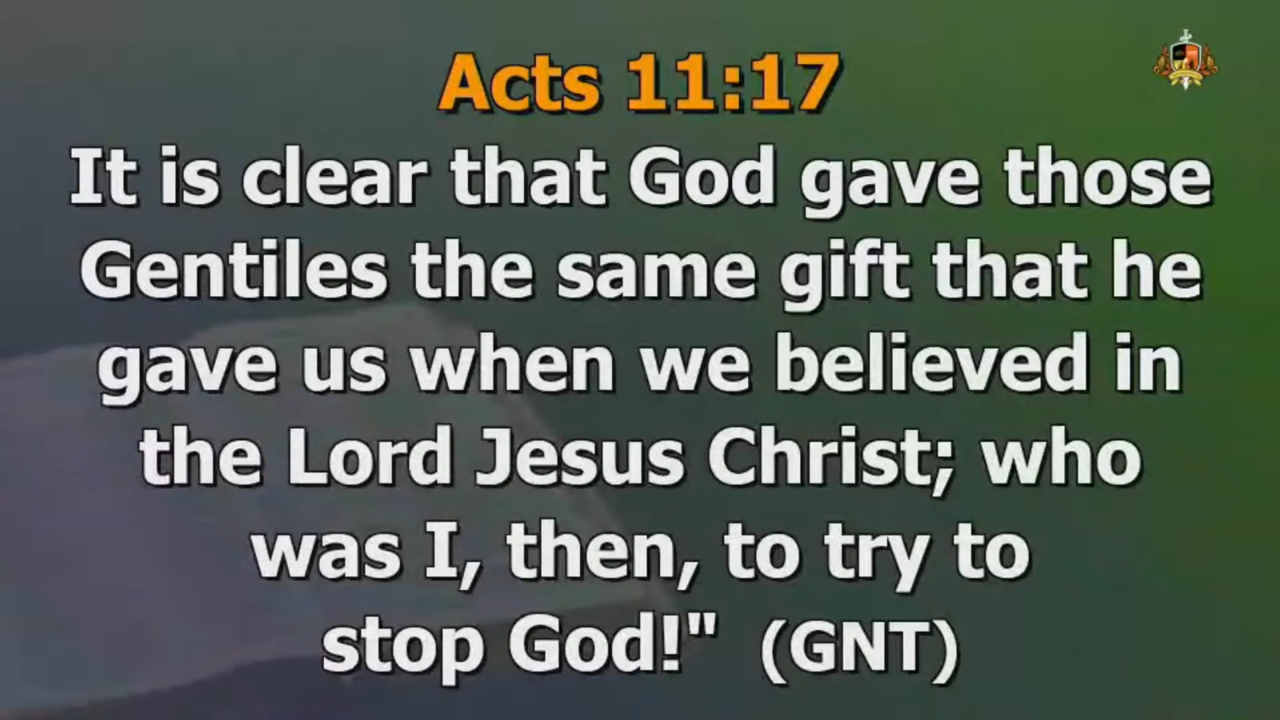 Acts 11:17
It is clear that God gave those
Gentiles the same gift that he
gave us when we believed in
the Lord Jesus Christ; who
was I, then, to try to
stop God!" (GNT)